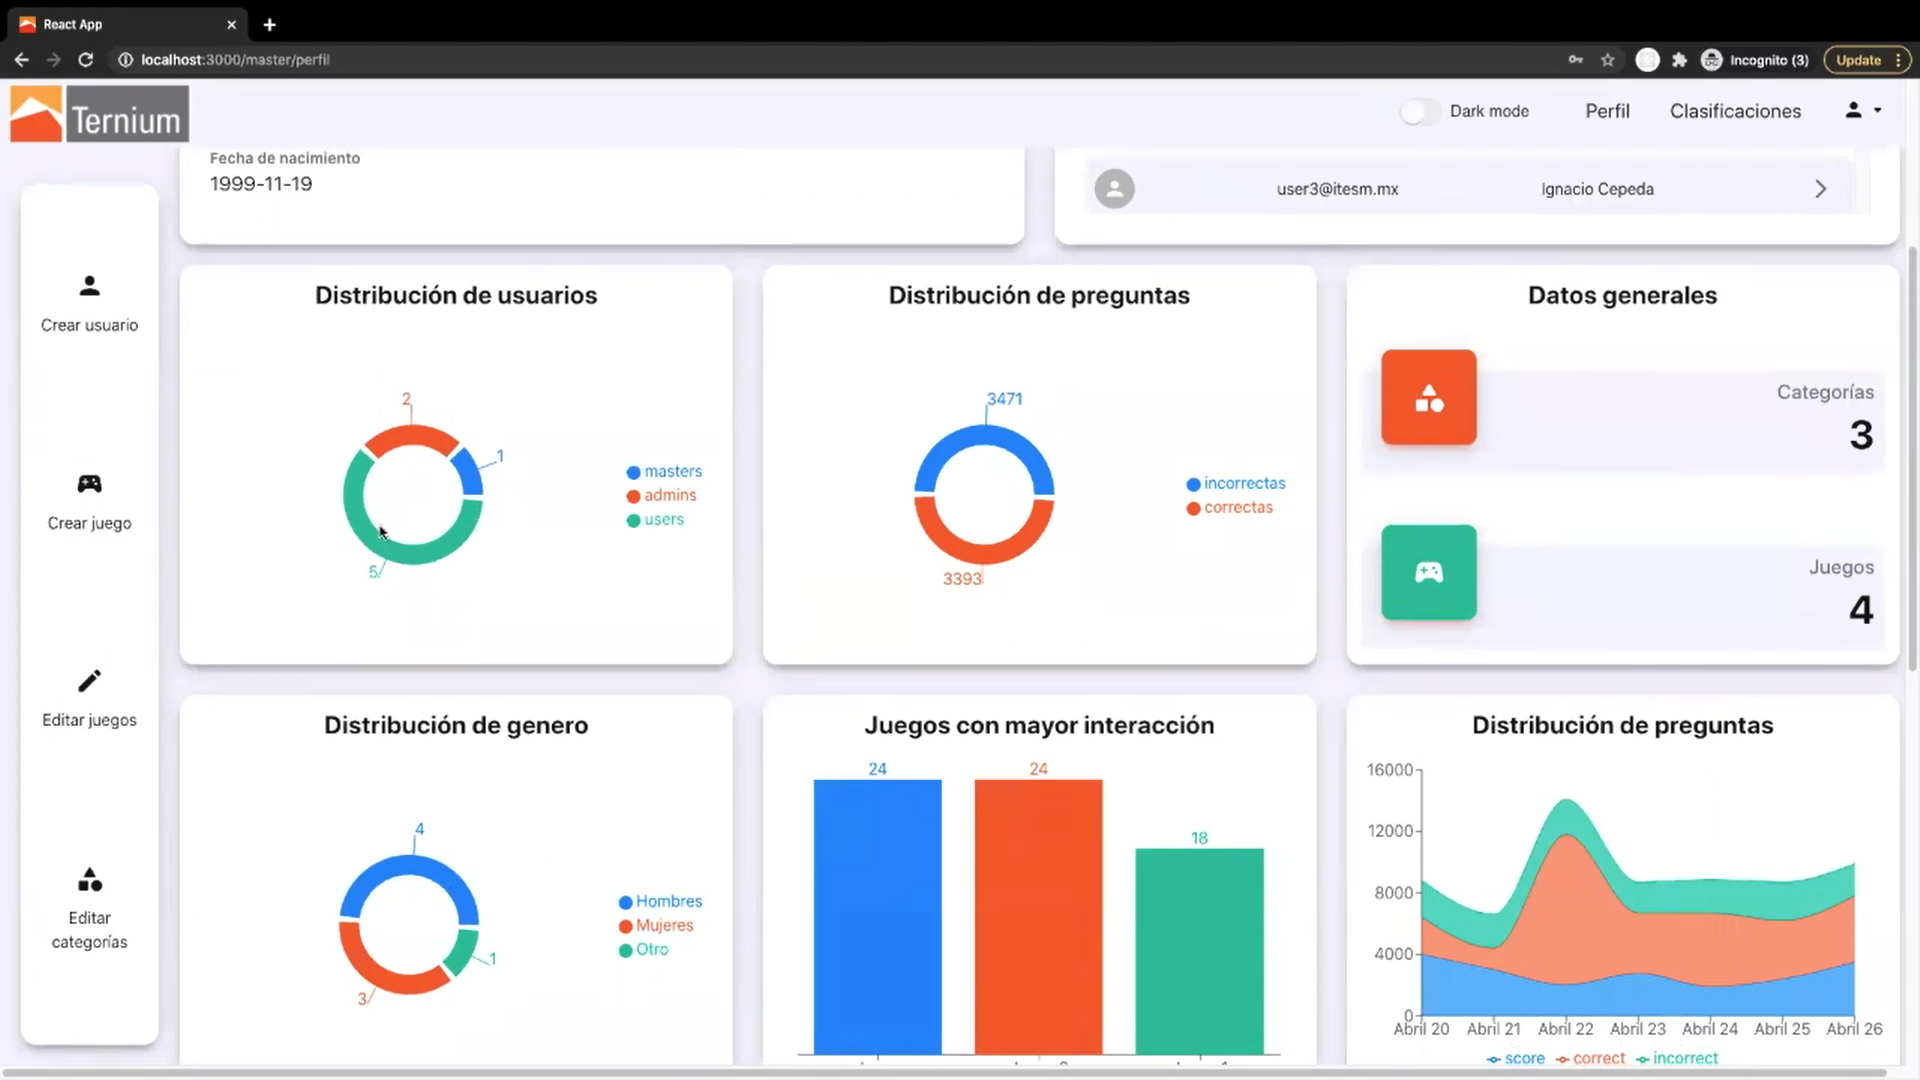 React App
localhost:3000/master/perfil
Incognito (3)
Update
Ternium
Dark mode
Perfil
Clasificaciones
Fecha de nacimiento
1999-11-19
user3@itesm.mx
Ignacio Cepeda
Crear usuario
Crear juego
Editar juegos
Editar
categorías
Distribución de usuarios
2
1
5
masters
admins
users
Distribución de preguntas
3471
3393
incorrectas
correctas
Datos generales
Categorías
3
Juegos
4
Distribución de genero
4
1
3
Hombres
Mujeres
Otro
Juegos con mayor interacción
24
24
18
Distribución de preguntas
16000
12000
8000
4000
0
Abril 20 Abril 21 Abril 22 Abril 23 Abril 24 Abril 25 Abril 26
score correct incorrect